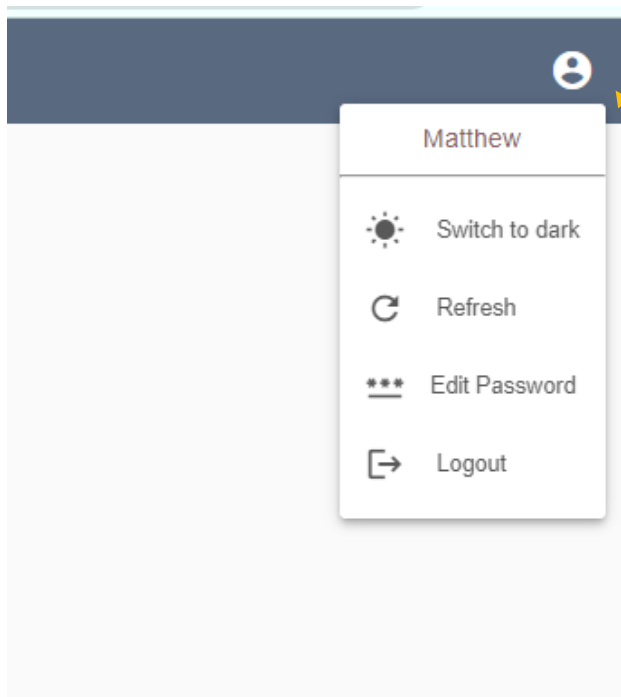 Matthew
Switch to dark
Refresh
Edit Password
Logout